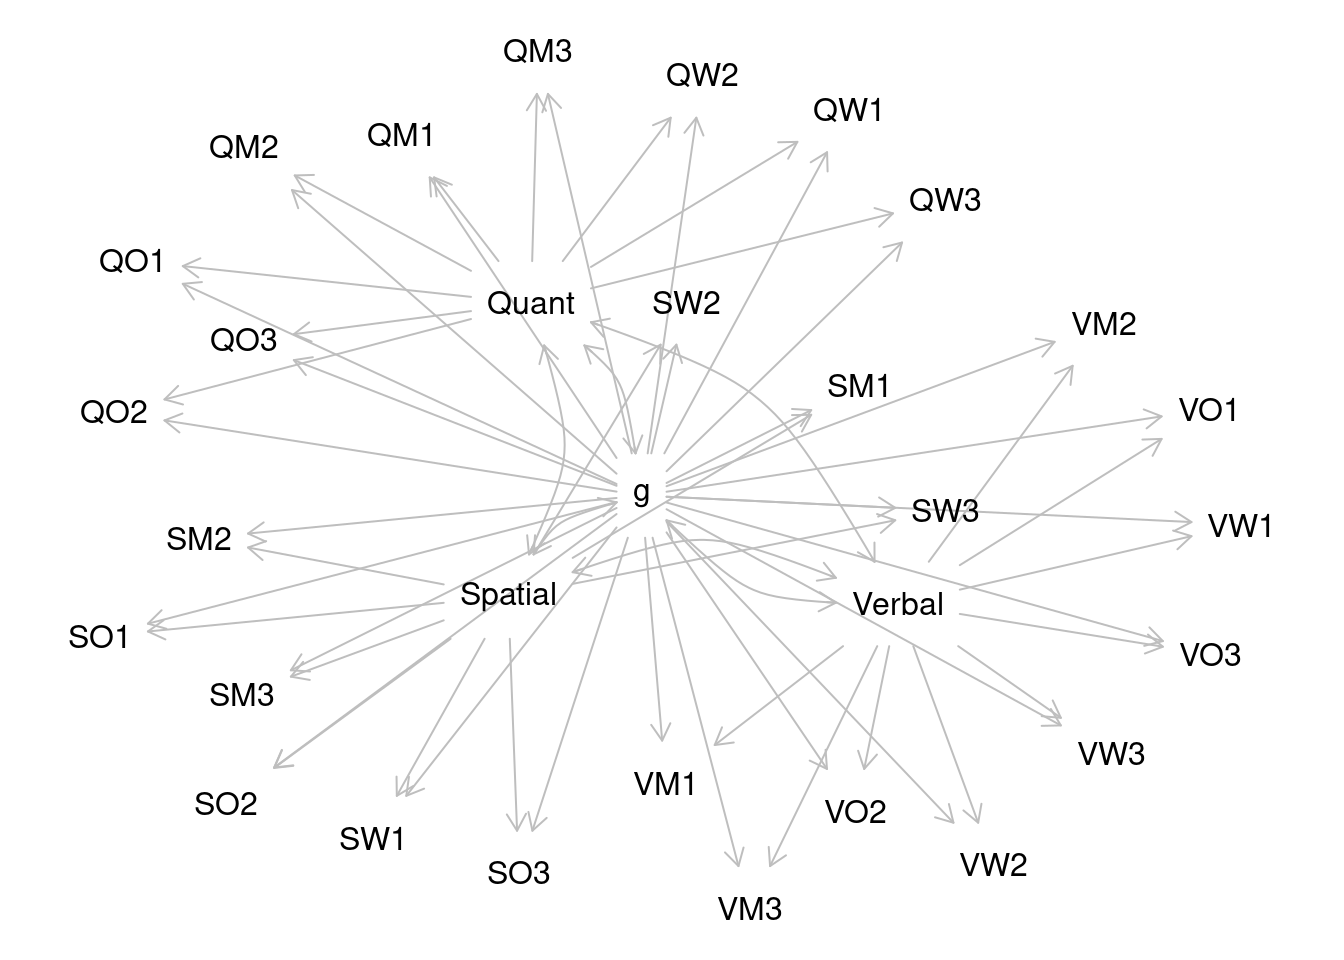 QM3
QW2
QW1
QM1
QM2
QW3
QO1
Quant
SW2
VM2
QO3
SM1
QO2
VO1
g
SW3
VW1
SM2
Spatial
Verbal
SO1
VO3
SM3
VW3
VM1
SO2
VO2
SW1
VW2
SO3
VM3